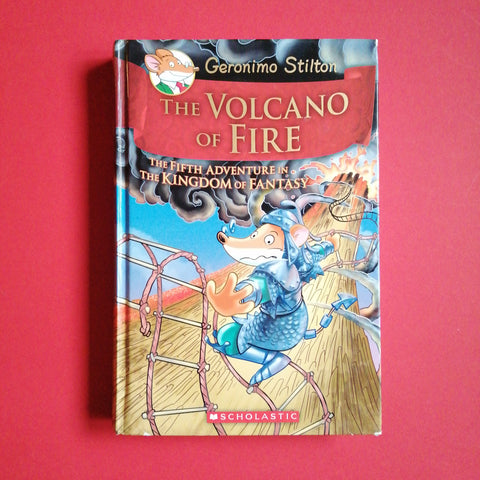 Geronimo Stilton
THE VOLCANO
OF FIRE
THE FIFTH ADVENTURE IN
THE KINGDOM OF FANTASY
SCHOLASTIC